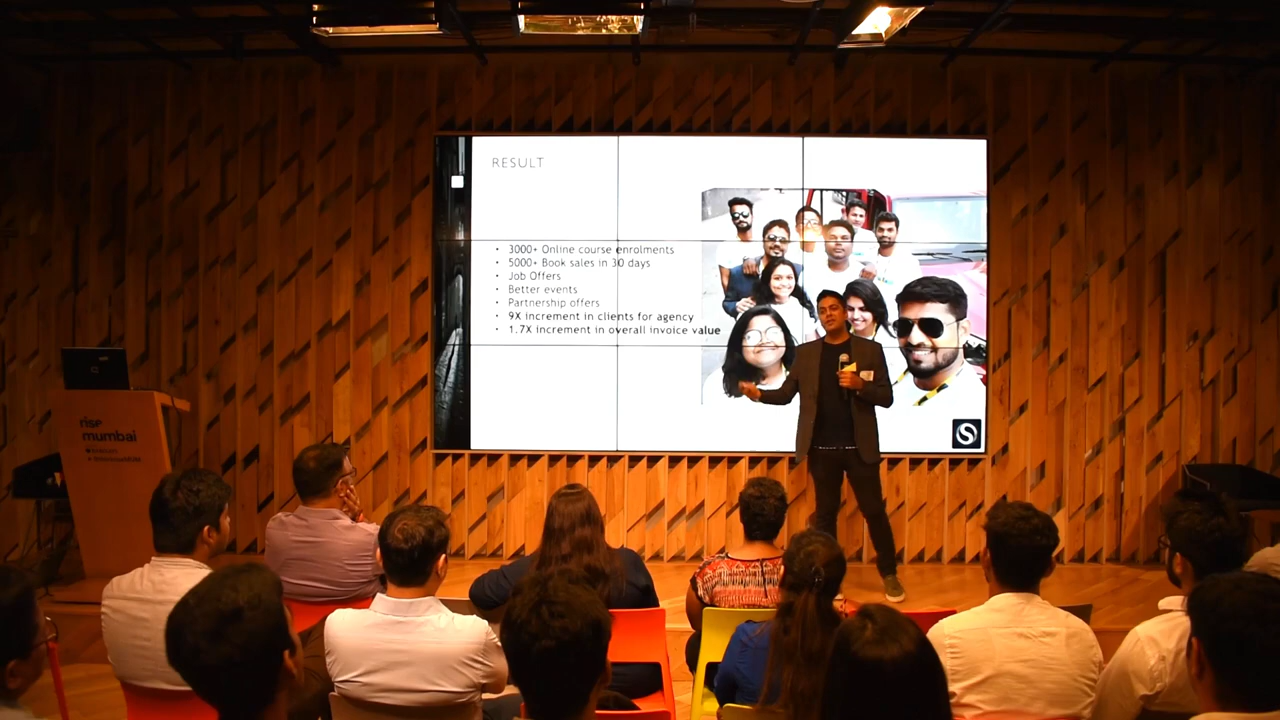 RESULT
• 3000+ Online course enrolments
• 5000+ Book sales in 30 days
• Job Offers
• Better events
• Partnership offers
• 9X increment in clients for agency
• 1.7X increment in overall invoice value
rise
mumbai